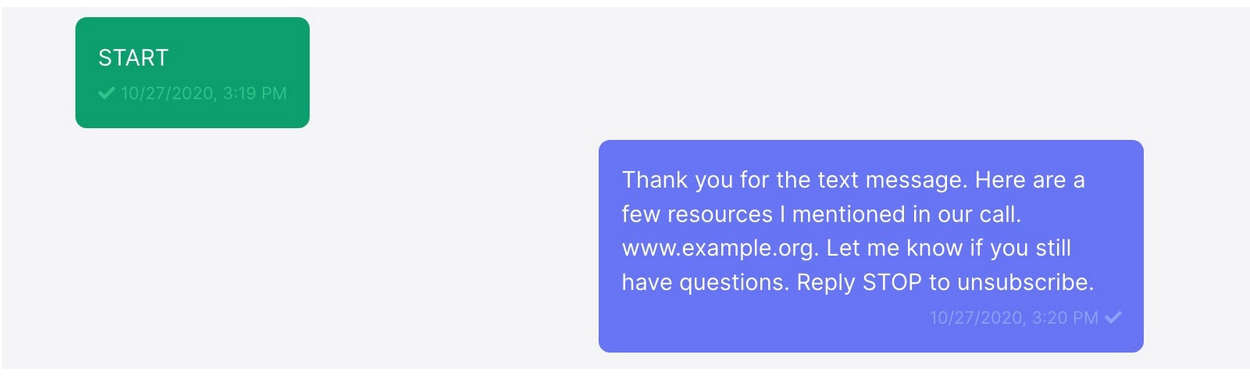 START
✓ 10/27/2020, 3:19 PM
Thank you for the text message. Here are a
few resources I mentioned in our call.
www.example.org. Let me know if you still
have questions. Reply STOP to unsubscribe.
10/27/2020, 3:20 PM ✓